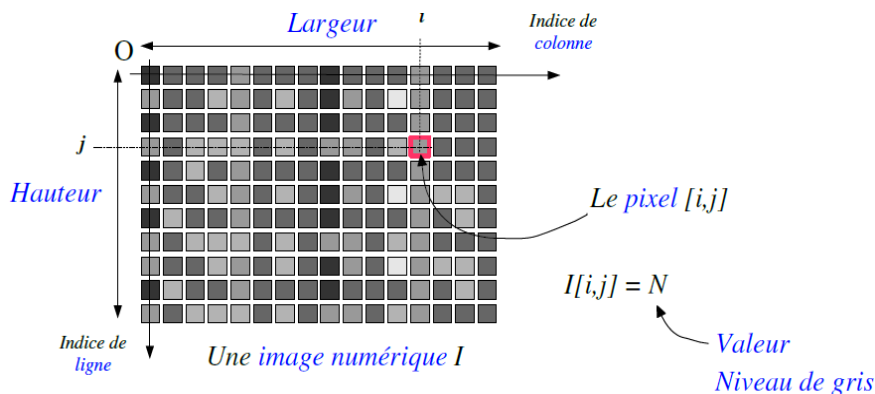 Largeur
i
Indice de
colonne
O
j
Hauteur
Le pixel [i,j]
I[i,j] = N
Indice de
ligne
Une image numérique I
Valeur
Niveau de gris